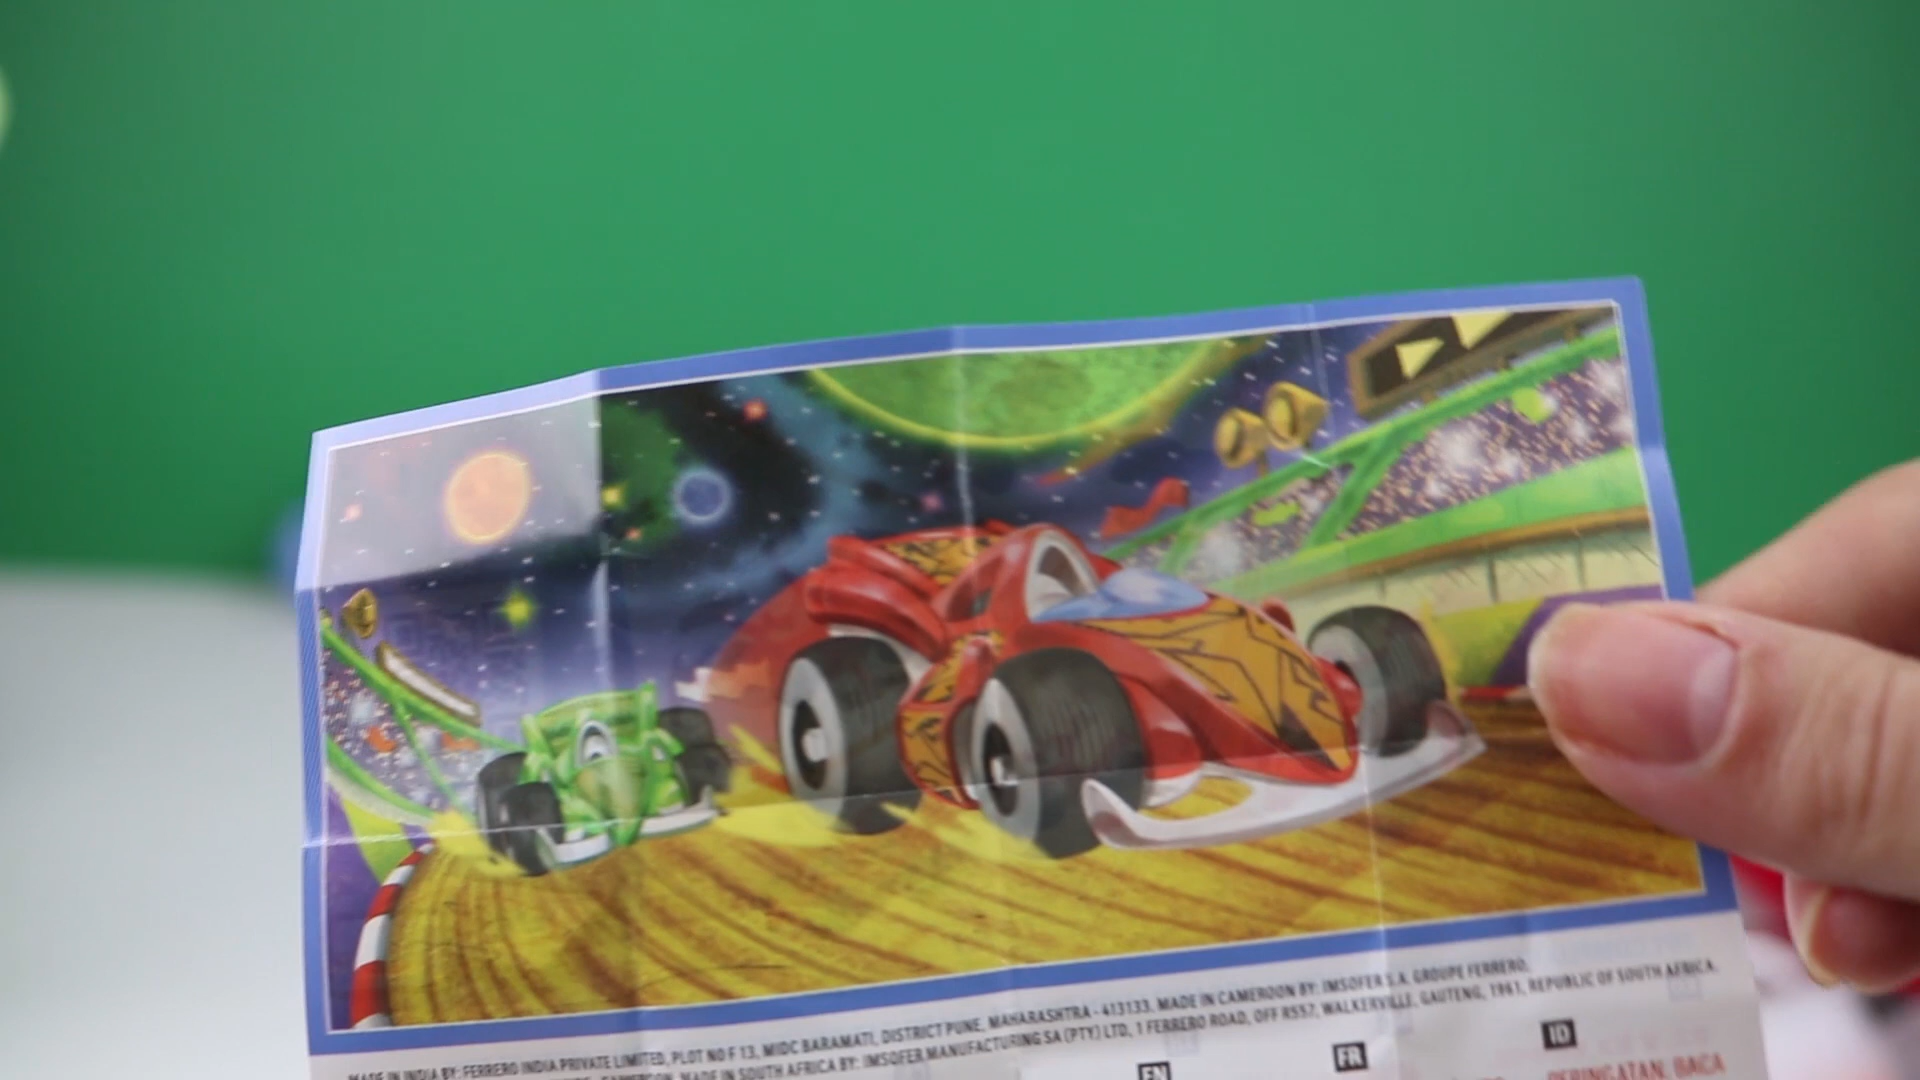 MADE IN INDIA BY: FERRERO INDIA PRIVATE LIMITED, PLOT NO F 13, MIDC BARAMATI, DISTRICT PUNE, MAHARASHTRA - 413133. MADE IN CAMEROON BY: IMSOFER S.A. GROUPE FERRERO,
CAMEROON. MADE IN SOUTH AFRICA BY: IMSOFER MANUFACTURING SA (PTY) LTD, 1 FERRERO ROAD, OFF R557, WALKERVILLE, GAUTENG, 1961, REPUBLIC OF SOUTH AFRICA.
EN FR ID
PERINGATAN, BACA